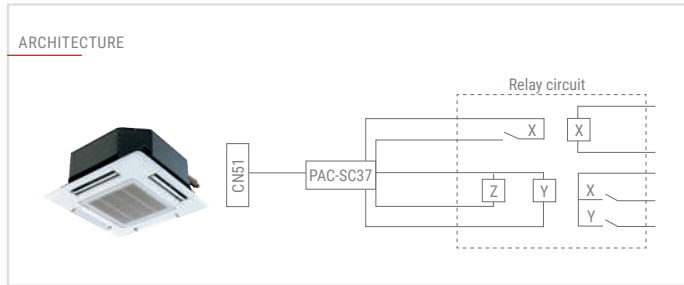 ARCHITECTURE
Relay circuit
CN51
PAC-SC37
X
X
Z
Y
X
Y